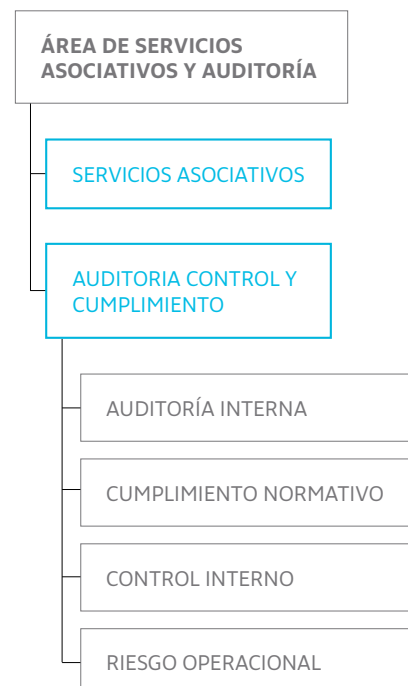 ÁREA DE SERVICIOS
ASOCIATIVOS Y AUDITORÍA
SERVICIOS ASOCIATIVOS
AUDITORIA CONTROL Y
CUMPLIMIENTO
AUDITORÍA INTERNA
CUMPLIMIENTO NORMATIVO
CONTROL INTERNO
RIESGO OPERACIONAL